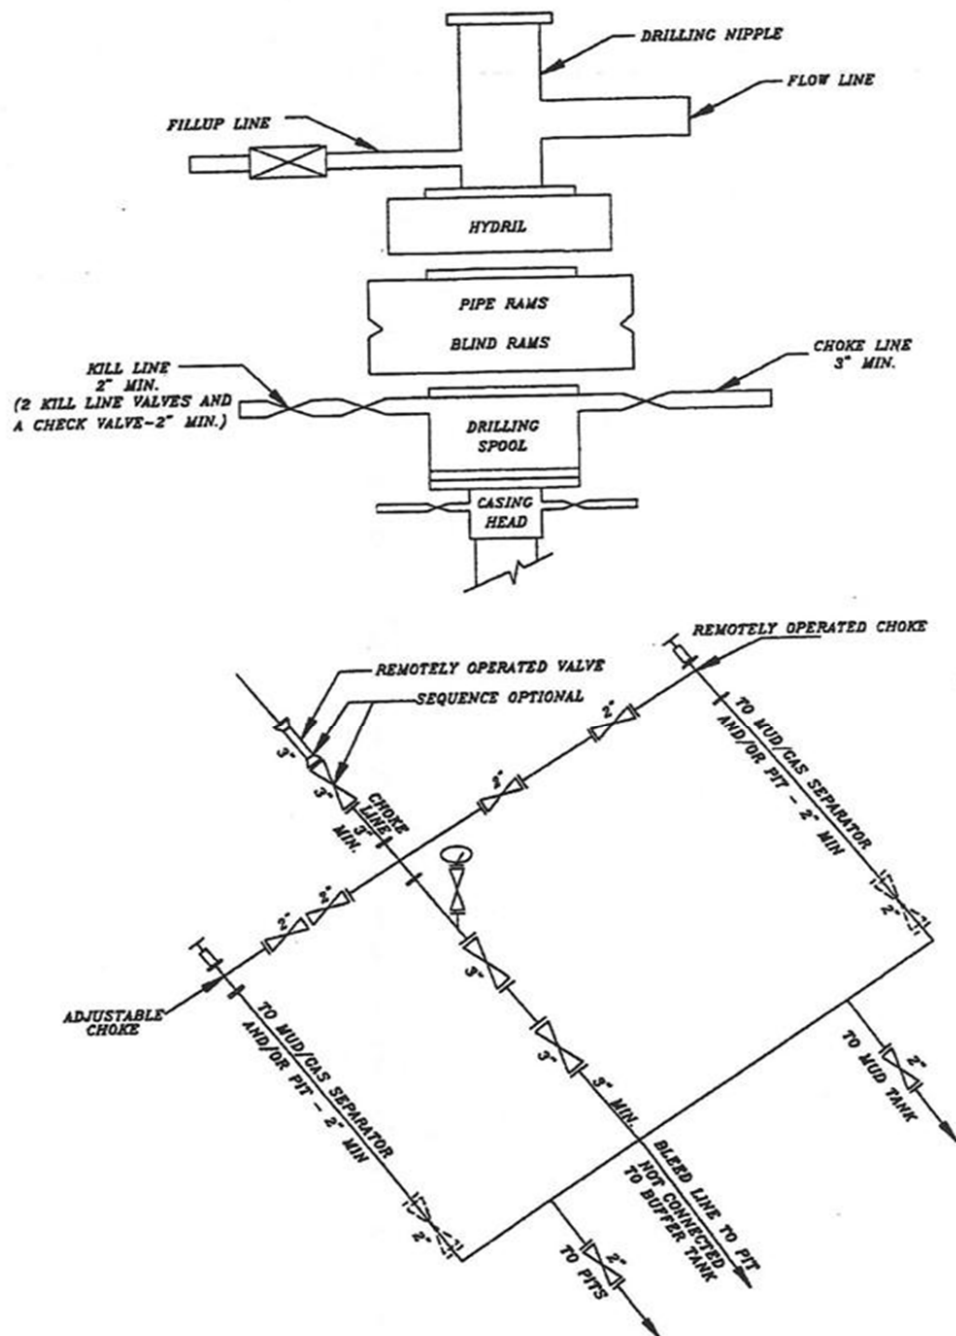 DRILLING NIPPLE
FLOW LINE
FILLUP LINE
HYDRIL
PIPE RAMS
BLIND RAMS
KILL LINE
2" MIN.
(2 KILL LINE VALVES AND
A CHECK VALVE-2" MIN.)
CHOKE LINE
3" MIN.
DRILLING
SPOOL
CASING
HEAD
REMOTELY OPERATED CHOKE
REMOTELY OPERATED VALVE
SEQUENCE OPTIONAL
3"
3"
CHOKE
LINE
3"
MIN.
2"
2"
TO MUD/GAS SEPARATOR
AND/OR PIT - 2" MIN
2"
2"
2"
3"
3"
3" MIN.
ADJUSTABLE
CHOKE
TO MUD/GAS SEPARATOR
AND/OR PIT - 2" MIN
2"
2"
TO MUD TANK
BLEED LINE TO PIT
NOT CONNECTED
TO BUFFER TANK
2"
TO PITS